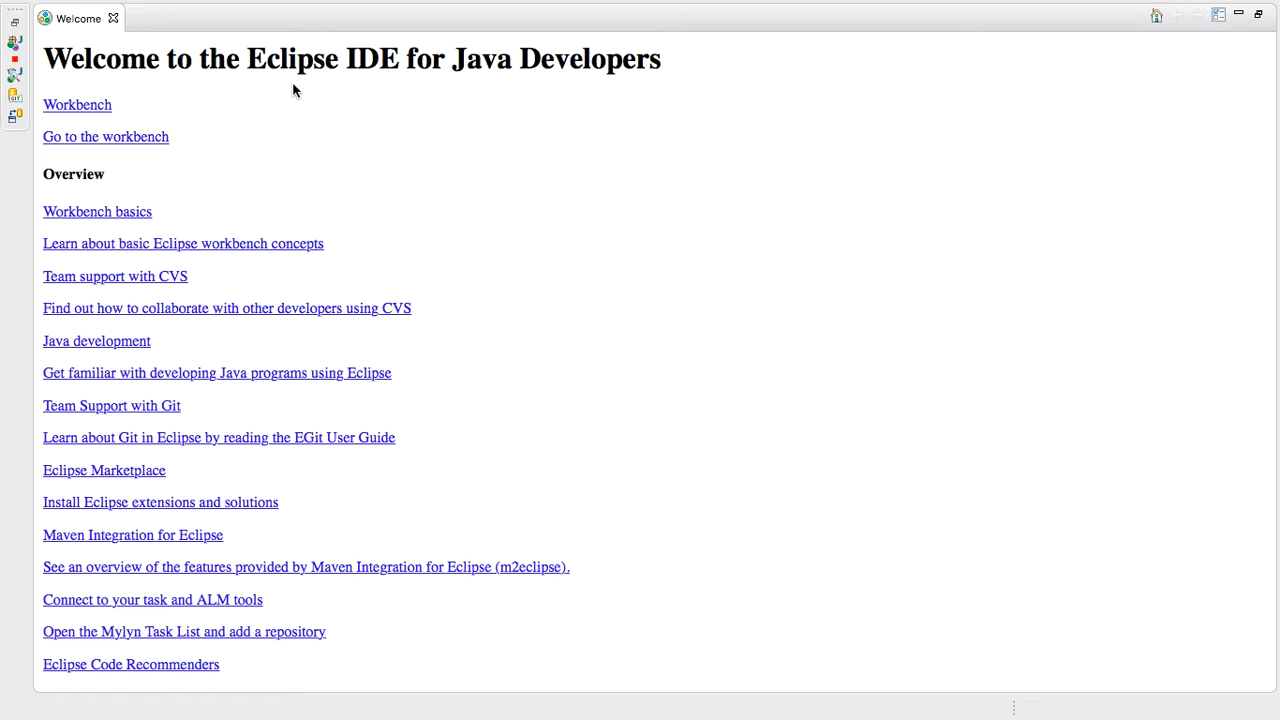 Welcome
Welcome to the Eclipse IDE for Java Developers
Workbench
Go to the workbench
Overview
Workbench basics
Learn about basic Eclipse workbench concepts
Team support with CVS
Find out how to collaborate with other developers using CVS
Java development
Get familiar with developing Java programs using Eclipse
Team Support with Git
Learn about Git in Eclipse by reading the EGit User Guide
Eclipse Marketplace
Install Eclipse extensions and solutions
Maven Integration for Eclipse
See an overview of the features provided by Maven Integration for Eclipse (m2eclipse).
Connect to your task and ALM tools
Open the Mylyn Task List and add a repository
Eclipse Code Recommenders